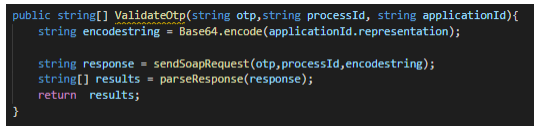 public string[] ValidateOtp(string otp,string processId, string applicationId){
string encodestring = Base64.encode(applicationId.representation);
string response = sendSoapRequest(otp,processId,encodestring);
string[] results = parseResponse(response);
return  results;
}